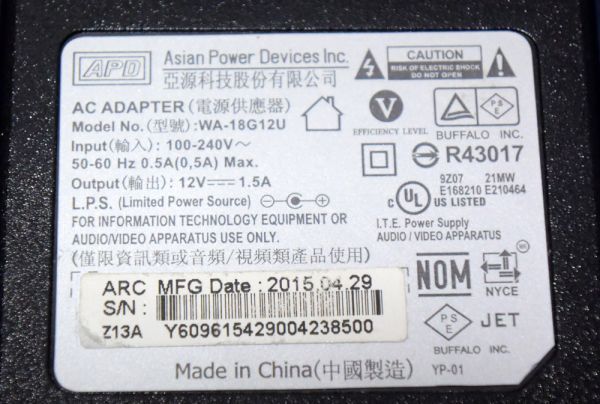 APD
Asian Power Devices Inc.
亞源科技股份有限公司
CAUTION
RISK OF ELECTRIC SHOCK
DO NOT OPEN
AC ADAPTER (電源供應器)
Model No. (型號):WA-18G12U
Input(輸入) : 100-240V~
50-60 Hz 0.5A(0,5A) Max.
Output(輸出) : 12V 1.5A
L.P.S. (Limited Power Source)
FOR INFORMATION TECHNOLOGY EQUIPMENT OR
AUDIO/VIDEO APPARATUS USE ONLY.
(僅限資訊類或音頻/視頻類產品使用)
V
EFFICIENCY LEVEL
PSE
BUFFALO INC.
R43017
9Z07 21MW
E168210 E210464
c UL US LISTED
I.T.E. Power Supply
AUDIO / VIDEO APPARATUS
ARC MFG Date : 2015.04.29
S/N :
Z13A Y609615429004238500
NOM
NYCE
PSE JET
BUFFALO INC.
Made in China(中國製造) YP-01